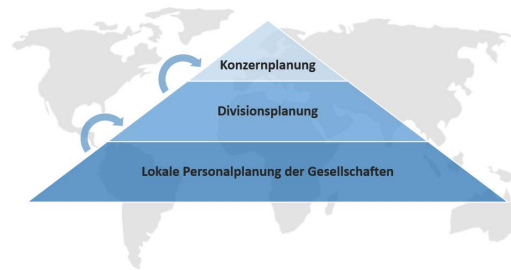 Konzernplanung
Divisionsplanung
Lokale Personalplanung der Gesellschaften